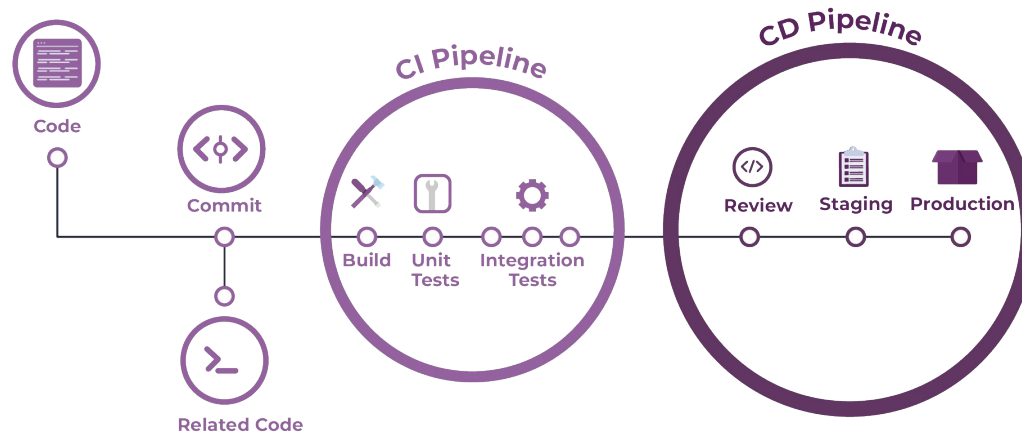 Code
Commit
Related Code
CI Pipeline
Build
Unit
Tests
Integration
Tests
CD Pipeline
Review
Staging
Production